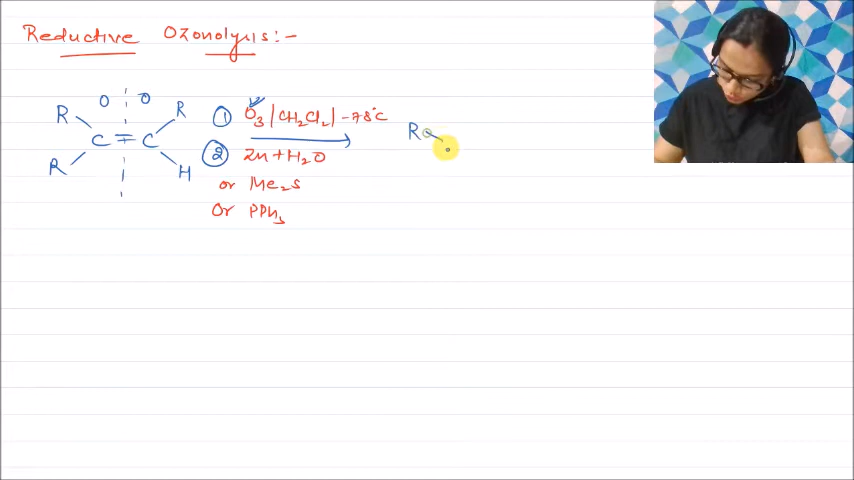 Reductive Ozonolysis:-
O O
R R ① O₃ | CH₂Cl₂ | -78°C
C = C R
② Zn + H₂O
R H
or Me₂S
Or PPh₃